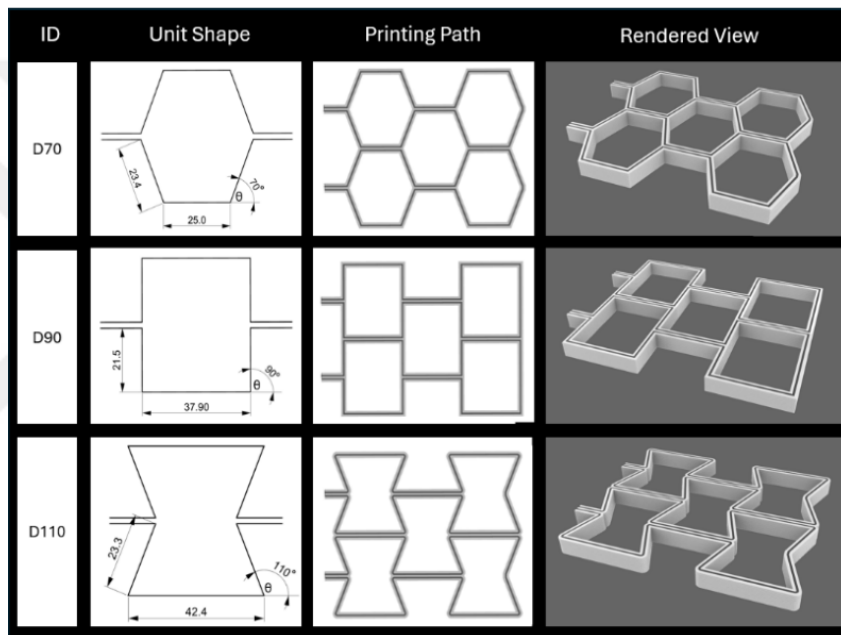 ID Unit Shape Printing Path Rendered View
D70
23.4
70°
θ
25.0
D90
21.5
90°
θ
37.90
D110
23.3
110°
θ
42.4